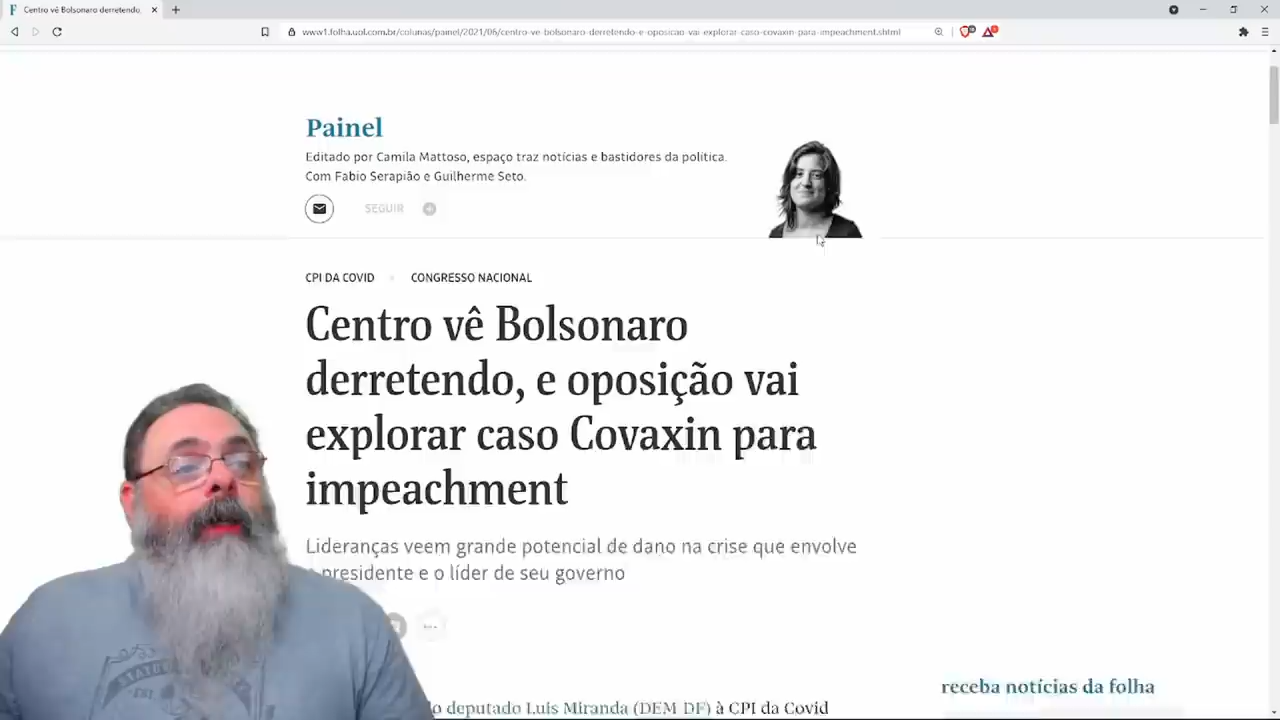 Centro vê Bolsonaro derretendo,
www1.folha.uol.com.br/colunas/painel/2021/06/centro-ve-bolsonaro-derretendo-e-oposicao-vai-explorar-caso-covaxin-para-impeachment.shtml
Painel
Editado por Camila Mattoso, espaço traz notícias e bastidores da política.
Com Fabio Serapião e Guilherme Seto.
SEGUIR
CPI DA COVID
CONGRESSO NACIONAL
Centro vê Bolsonaro
derretendo, e oposição vai
explorar caso Covaxin para
impeachment
Lideranças veem grande potencial de dano na crise que envolve
presidente e o líder de seu governo
receba notícias da folha
deputado Luis Miranda (DEM-DF) à CPI da Covid